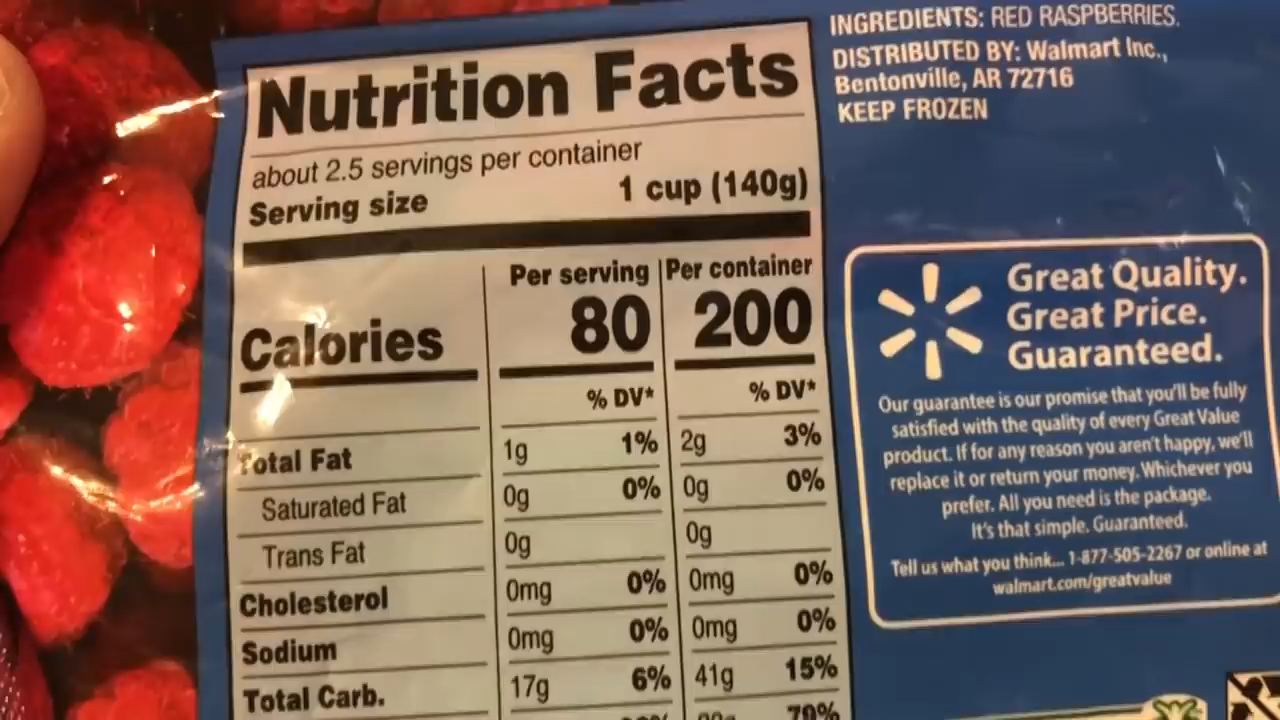 INGREDIENTS: RED RASPBERRIES.
DISTRIBUTED BY: Walmart Inc.,
Bentonville, AR 72716
KEEP FROZEN
Nutrition Facts
about 2.5 servings per container
Serving size 1 cup (140g)
Per serving Per container
Calories 80 200
% DV* % DV*
Total Fat 1g 1% 2g 3%
Saturated Fat 0g 0% 0g 0%
Trans Fat 0g 0g
Cholesterol 0mg 0% 0mg 0%
Sodium 0mg 0% 0mg 0%
Total Carb. 17g 6% 41g 15%
Great Quality.
Great Price.
Guaranteed.
Our guarantee is our promise that you'll be fully
satisfied with the quality of every Great Value
product. If for any reason you aren't happy, we'll
replace it or return your money. Whichever you
prefer. All you need is the package.
It's that simple. Guaranteed.
Tell us what you think... 1-877-505-2267 or online at
walmart.com/greatvalue